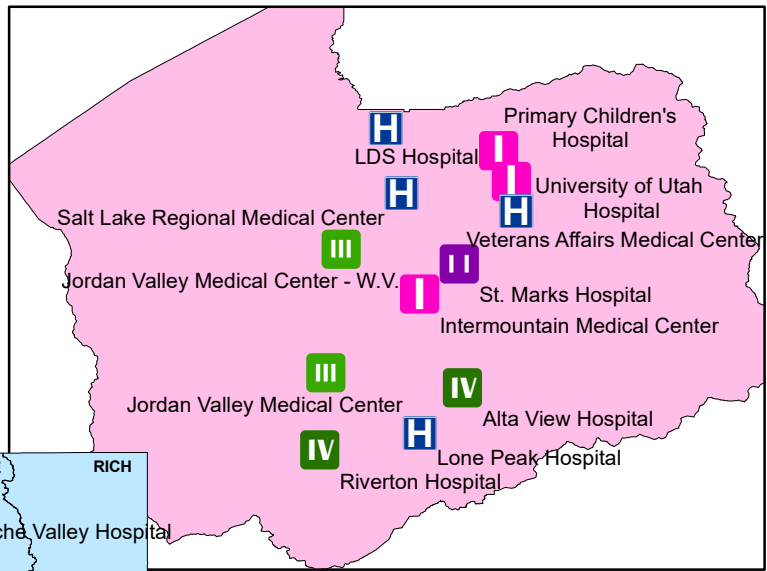 Primary Children's
Hospital
H
LDS Hospital
I
I
University of Utah
Hospital
H
H
Salt Lake Regional Medical Center
Veterans Affairs Medical Center
III
II
Jordan Valley Medical Center - W.V.
I
St. Marks Hospital
Intermountain Medical Center
III
IV
Jordan Valley Medical Center
Alta View Hospital
H
IV
Lone Peak Hospital
Riverton Hospital
RICH
Valley Hospital